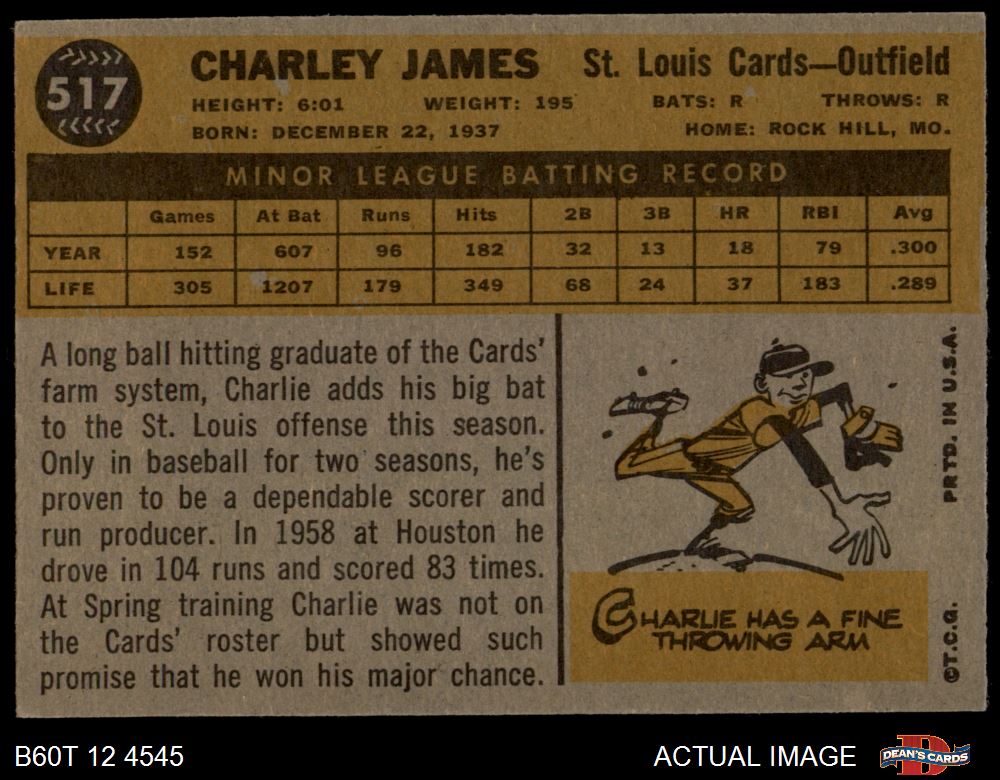 517
CHARLEY JAMES St. Louis Cards—Outfield
HEIGHT: 6:01 WEIGHT: 195 BATS: R THROWS: R
BORN: DECEMBER 22, 1937 HOME: ROCK HILL, MO.
MINOR LEAGUE BATTING RECORD
Games At Bat Runs Hits 2B 3B HR RBI Avg
YEAR 152 607 96 182 32 13 18 79 .300
LIFE 305 1207 179 349 68 24 37 183 .289
A long ball hitting graduate of the Cards'
farm system, Charlie adds his big bat
to the St. Louis offense this season.
Only in baseball for two seasons, he's
proven to be a dependable scorer and
run producer. In 1958 at Houston he
drove in 104 runs and scored 83 times.
At Spring training Charlie was not on
the Cards' roster but showed such
promise that he won his major chance.
CHARLIE HAS A FINE
THROWING ARM
©T.C.G. PRTD. IN U.S.A.
B60T 12 4545 ACTUAL IMAGE DEAN'S CARDS